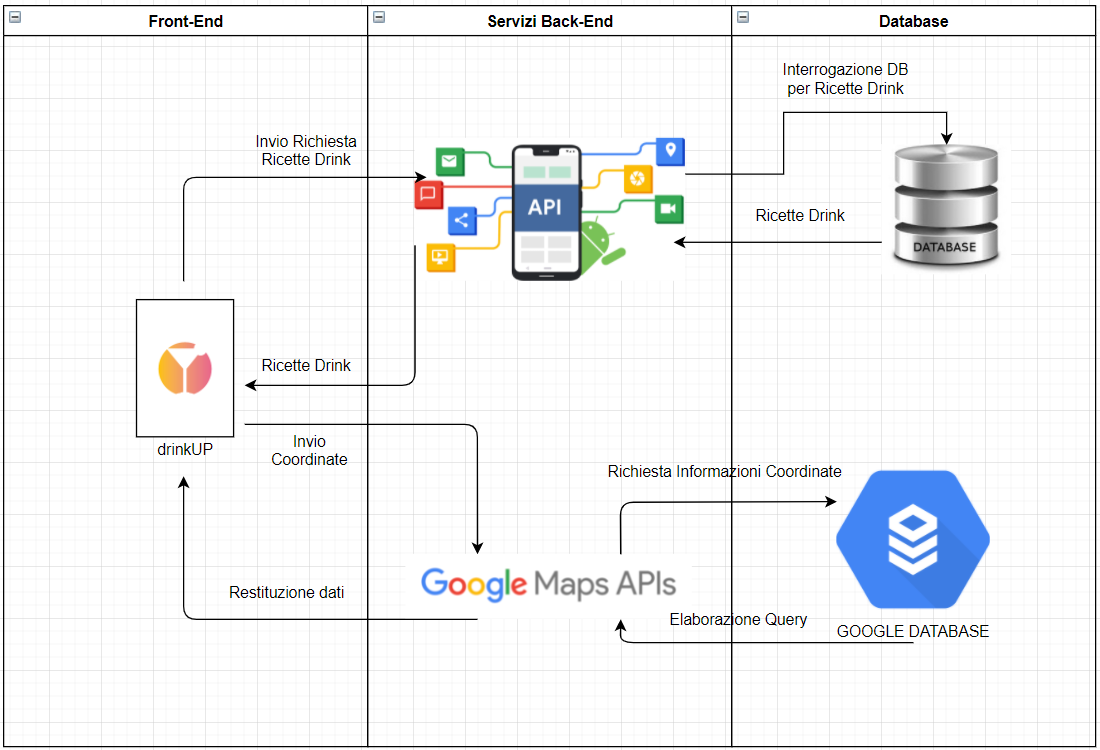 Front-End
Servizi Back-End
Database
Interrogazione DB
per Ricette Drink
Invio Richiesta
Ricette Drink
API
Ricette Drink
DATABASE
Ricette Drink
drinkUP
Invio
Coordinate
Richiesta Informazioni Coordinate
Google Maps APIs
Restituzione dati
Elaborazione Query
GOOGLE DATABASE